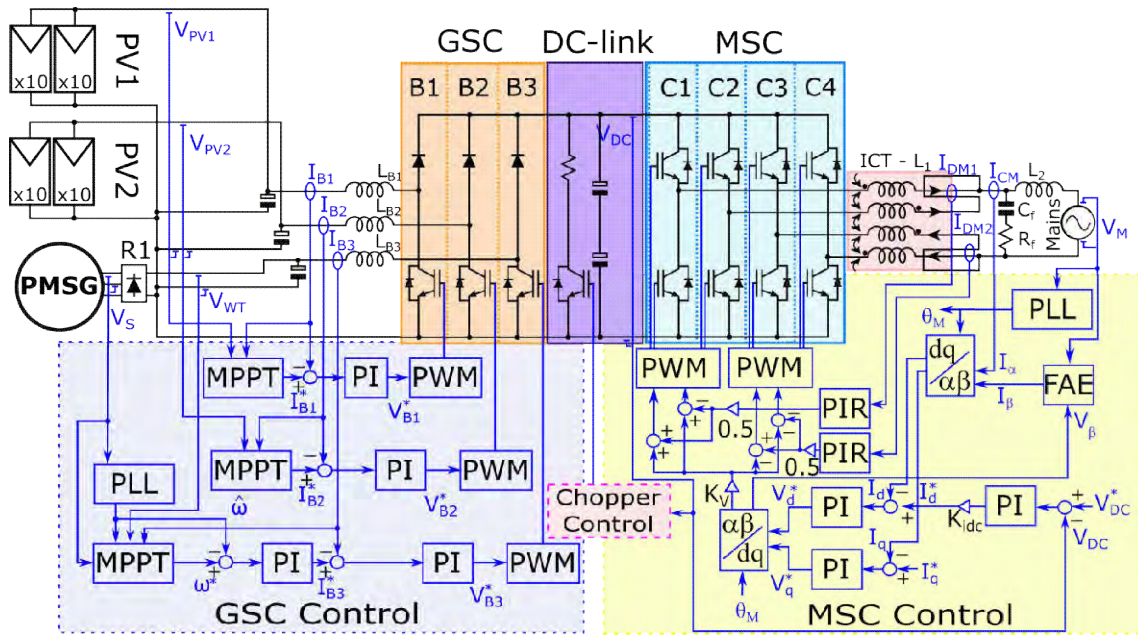 GSC DC-link MSC
V_PV1
PV1
x10 x10
B1 B2 B3
C1 C2 C3 C4
V_PV2
V_DC
PV2
x10 x10
I_B1 L_B1
I_B2 L_B2
I_B3 L_B3
ICT - L_1
I_DM1 I_CM L_2
C_f
I_DM2
R_f
Mains
V_M
R1
PMSG
V_S
V_WT
PLL
θ_M
MPPT
I*_B1
PI
V*_B1
PWM
PWM PWM
dq
αβ
I_α
I_β
FAE
V_β
PIR
0.5
PIR
0.5
MPPT
I*_B2
PI
V*_B2
PWM
PLL
ω̂
Chopper
Control
K_V
αβ
dq
V*_d
PI
I_d
I*_d
K_idc
PI
V*_DC
V_DC
V*_q
PI
I_q
I*_q
θ_M
MPPT
ω*
PI
I*_B3
PI
V*_B3
PWM
GSC Control
MSC Control